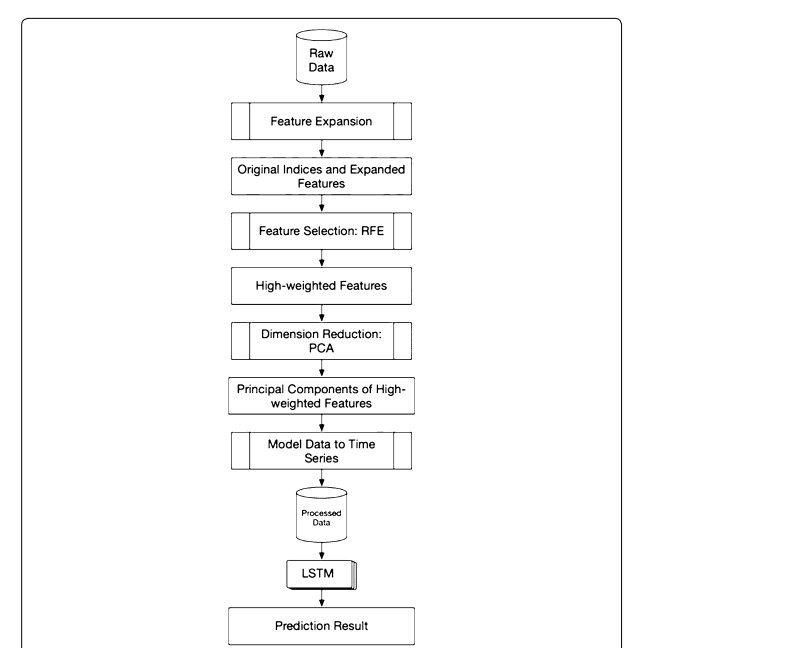 Raw
Data
Feature Expansion
Original Indices and Expanded
Features
Feature Selection: RFE
High-weighted Features
Dimension Reduction:
PCA
Principal Components of High-
weighted Features
Model Data to Time
Series
Processed
Data
LSTM
Prediction Result